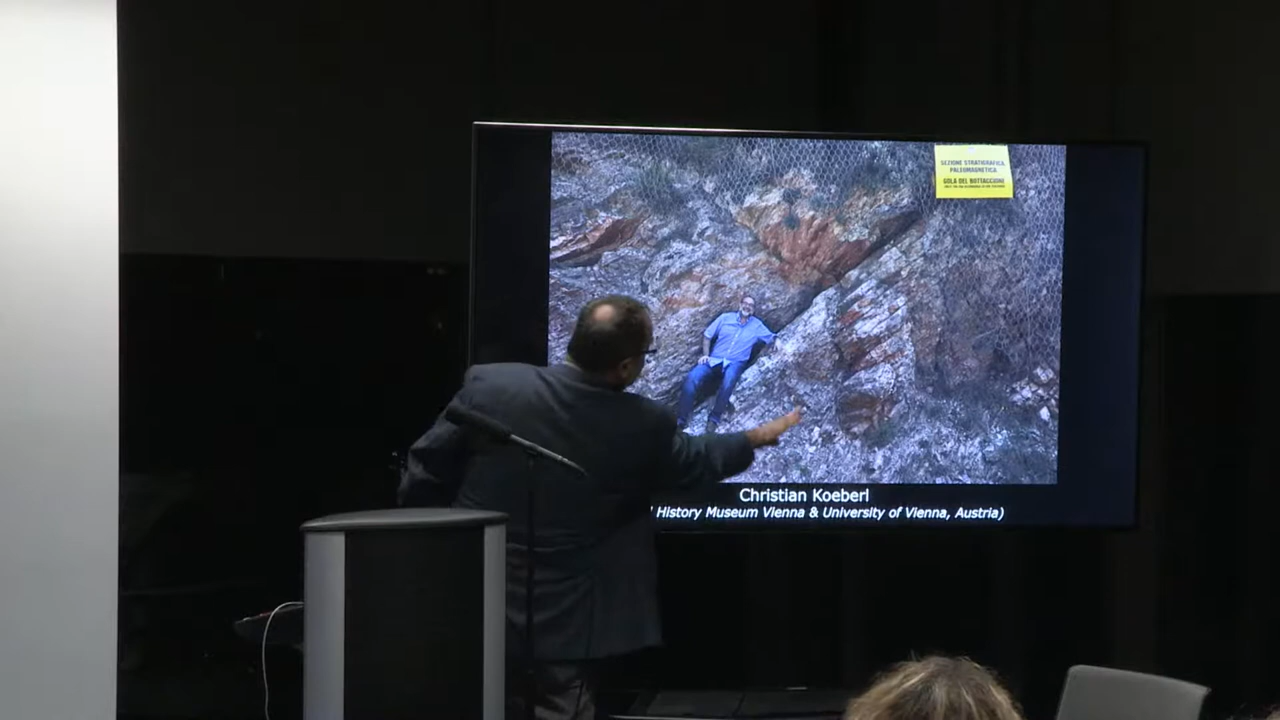 SEZIONE STRATIGRAFICA
PALEOMAGNETICA
GOLA DEL BOTTACCIONE
Christian Koeberl
History Museum Vienna & University of Vienna, Austria)